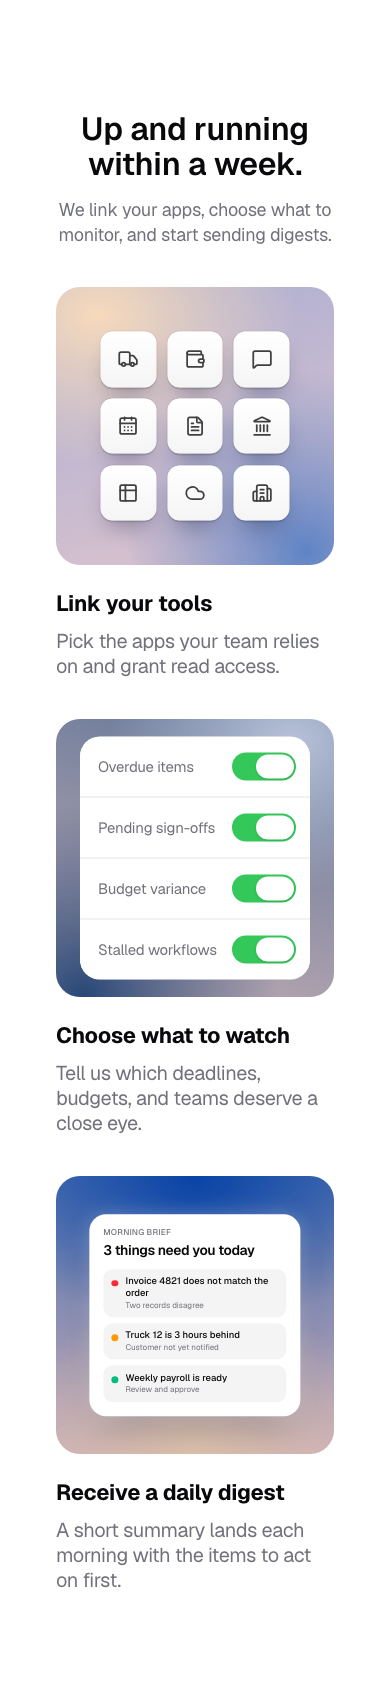 Up and running
within a week.
We link your apps, choose what to
monitor, and start sending digests.
Link your tools
Pick the apps your team relies
on and grant read access.
Overdue items
Pending sign-offs
Budget variance
Stalled workflows
Choose what to watch
Tell us which deadlines,
budgets, and teams deserve a
close eye.
MORNING BRIEF
3 things need you today
Invoice 4821 does not match the
order
Two records disagree
Truck 12 is 3 hours behind
Customer not yet notified
Weekly payroll is ready
Review and approve
Receive a daily digest
A short summary lands each
morning with the items to act
on first.